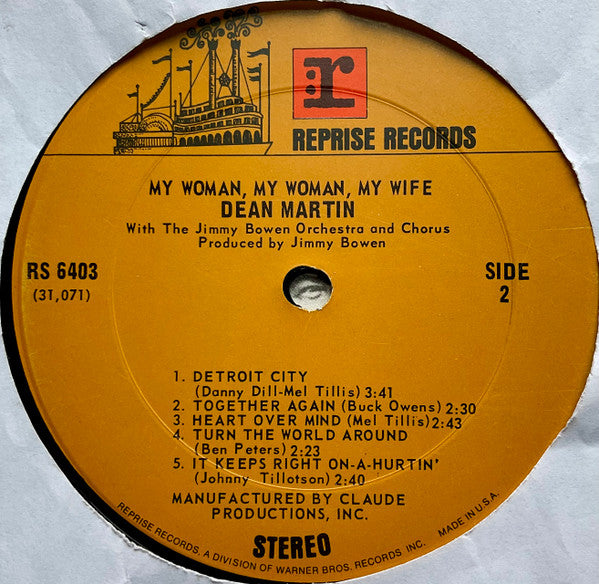 :r
REPRISE RECORDS
MY WOMAN, MY WOMAN, MY WIFE
DEAN MARTIN
With The Jimmy Bowen Orchestra and Chorus
Produced by Jimmy Bowen
RS 6403
(31,071)
SIDE
2
1. DETROIT CITY
(Danny Dill-Mel Tillis) 3:41
2. TOGETHER AGAIN (Buck Owens) 2:30
3. HEART OVER MIND (Mel Tillis) 2:43
4. TURN THE WORLD AROUND
(Ben Peters) 2:23
5. IT KEEPS RIGHT ON-A-HURTIN'
(Johnny Tillotson) 2:40
MANUFACTURED BY CLAUDE
PRODUCTIONS, INC.
STEREO
REPRISE RECORDS, A DIVISION OF WARNER BROS. RECORDS INC. MADE IN U.S.A.